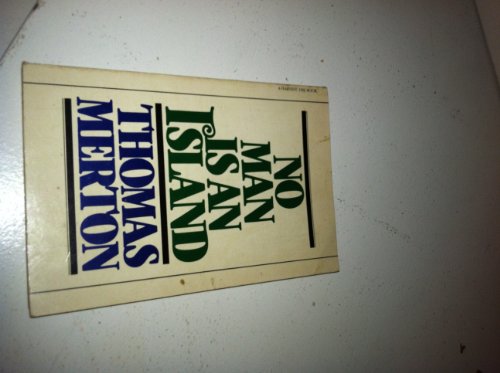 NO
MAN
IS AN
ISLAND
THOMAS
MERTON